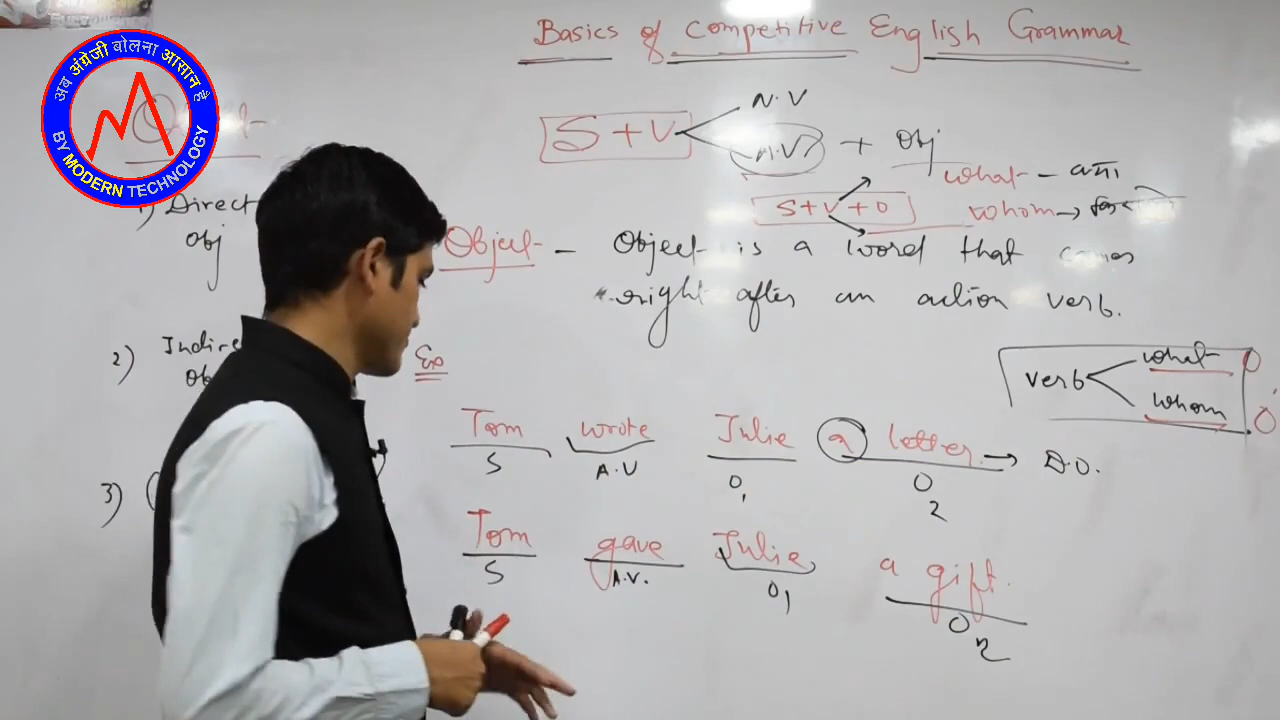 Basics of Competitive English Grammar
अब अंग्रेजी बोलना आसान है
BY MODERN TECHNOLOGY
S + V
N.V
A.V + Obj
what -
S+V+O
whom →
1) Direct
Obj
Object - Object is a word that comes
right after an action verb.
2) Indire
Ob
Ex
verb
what O
whom O
Tom wrote Julie a letter → D.O.
S A.V O1 O2
3) (
Tom gave Julie a gift.
S A.V. O1 O2